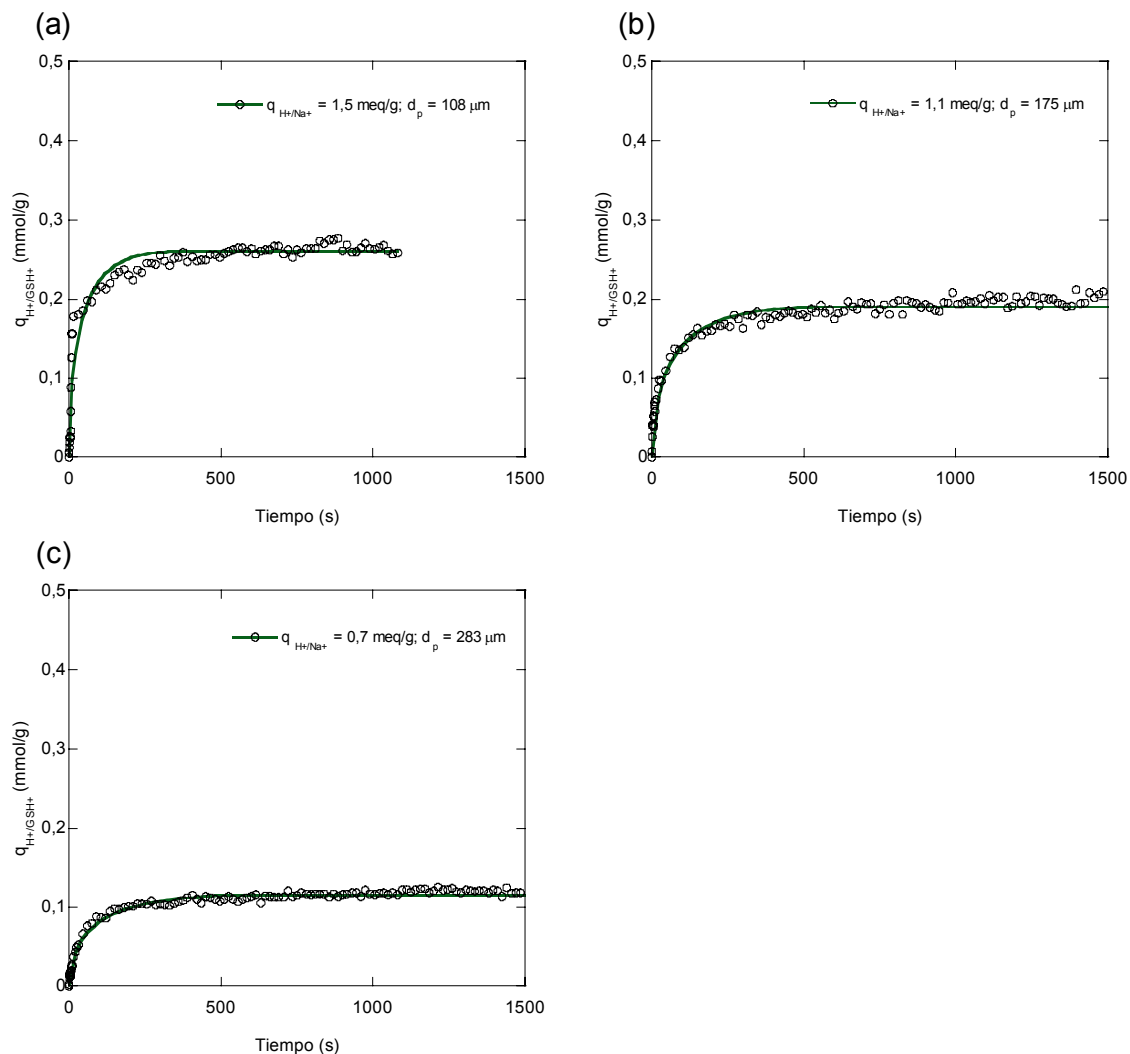 (a)
0,5
0,4
0,3
0,2
0,1
0
q H+/GSH+ (mmol/g)
q H+/Na+ = 1,5 meq/g; d p = 108 μm
0 500 1000 1500
Tiempo (s)
(b)
0,5
0,4
0,3
0,2
0,1
0
q H+/GSH+ (mmol/g)
q H+/Na+ = 1,1 meq/g; d p = 175 μm
0 500 1000 1500
Tiempo (s)
(c)
0,5
0,4
0,3
0,2
0,1
0
q H+/GSH+ (mmol/g)
q H+/Na+ = 0,7 meq/g; d p = 283 μm
0 500 1000 1500
Tiempo (s)